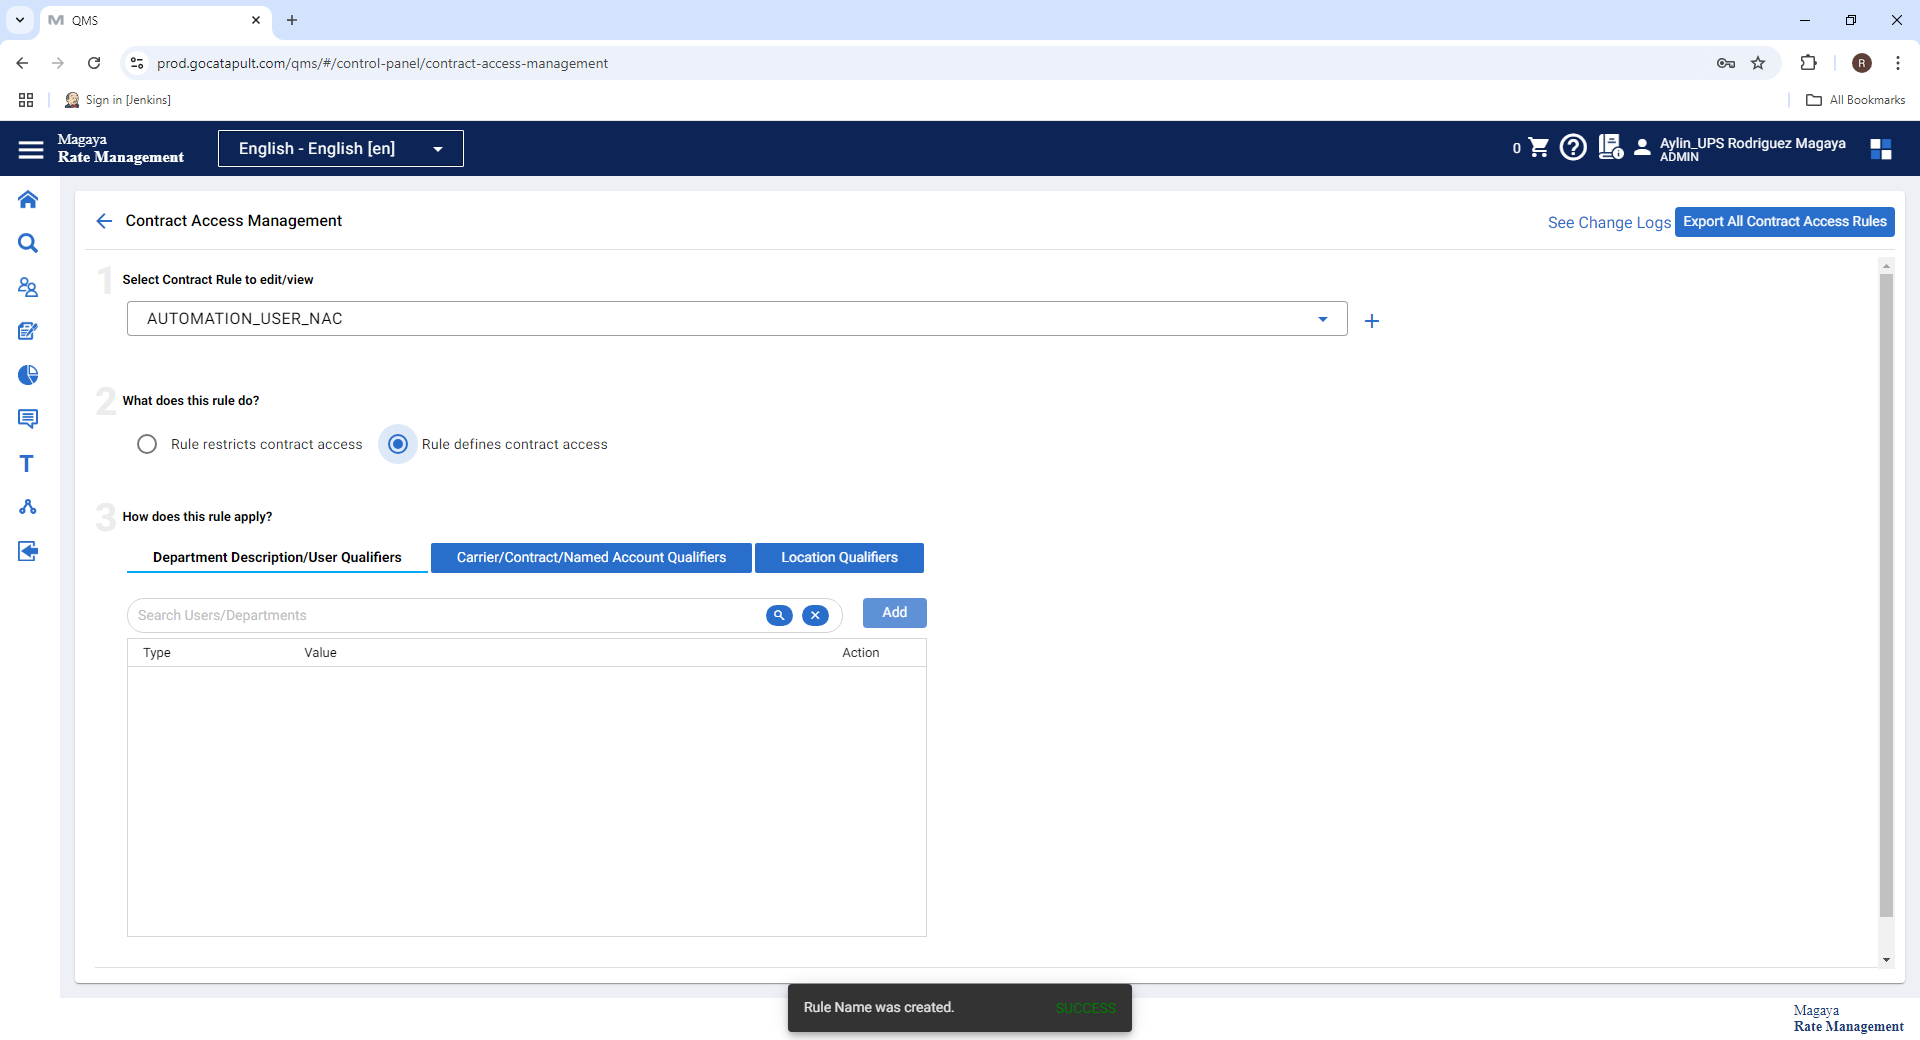 QMS
prod.gocatapult.com/qms/#/control-panel/contract-access-management
R
Sign in [Jenkins]
All Bookmarks
Magaya
Rate Management
English - English [en]
0
Aylin_UPS Rodriguez Magaya
ADMIN
Contract Access Management
See Change Logs
Export All Contract Access Rules
1
Select Contract Rule to edit/view
AUTOMATION_USER_NAC
2
What does this rule do?
Rule restricts contract access
Rule defines contract access
3
How does this rule apply?
Department Description/User Qualifiers
Carrier/Contract/Named Account Qualifiers
Location Qualifiers
Search Users/Departments
Add
Type Value Action
T
Rule Name was created.
SUCCESS
Magaya
Rate Management